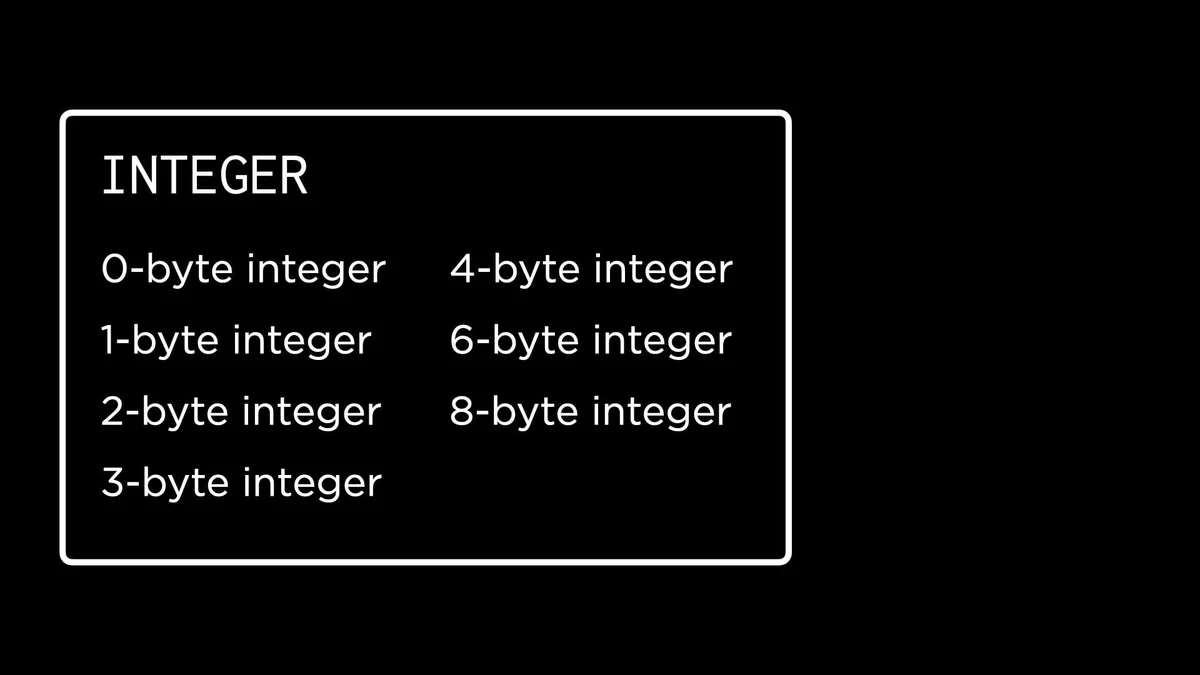 INTEGER
0-byte integer
1-byte integer
2-byte integer
3-byte integer
4-byte integer
6-byte integer
8-byte integer